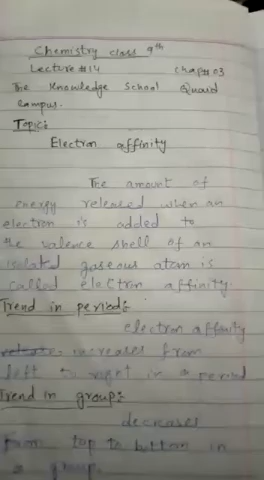 Chemistry class 9th
Lecture #14 chap# 03
The Knowledge School Quaid
campus.
Topic:
Electron affinity
The amount of
energy released when an
electron is added to
the valence shell of an
isolated gaseous atom is
called electron affinity.
Trend in period:
electron affinity
increases from
left to right in a period
Trend in group:
decreases
from top to bottom in
a group.